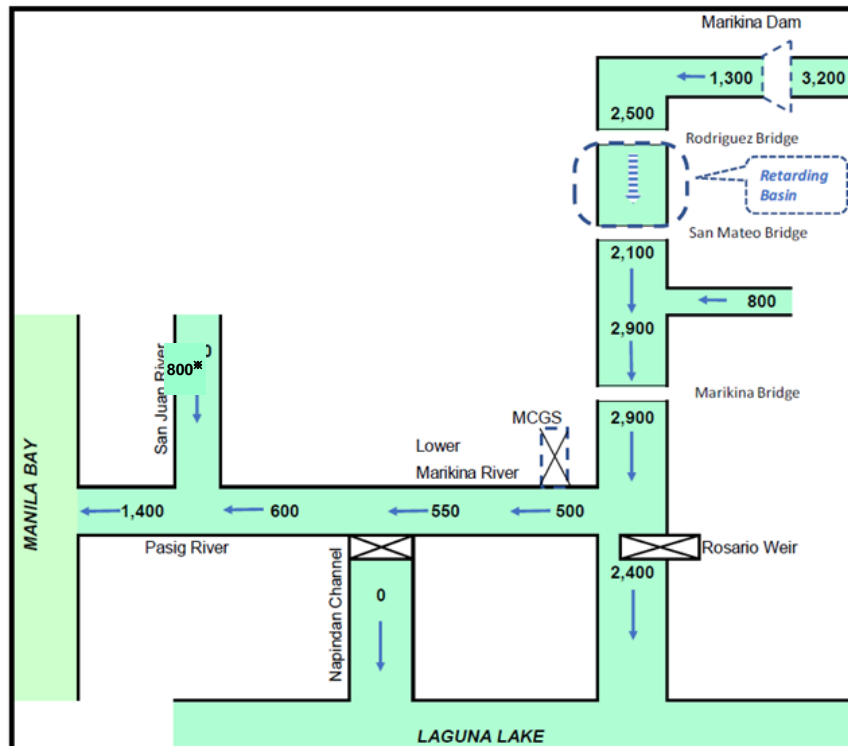 Marikina Dam
1,300
3,200
2,500
Rodriguez Bridge
Retarding
Basin
San Mateo Bridge
2,100
800
2,900
San Juan River
800*
0
Marikina Bridge
2,900
MCGS
Lower
Marikina River
MANILA BAY
1,400
600
550
500
Pasig River
Rosario Weir
2,400
Napindan Channel
0
LAGUNA LAKE